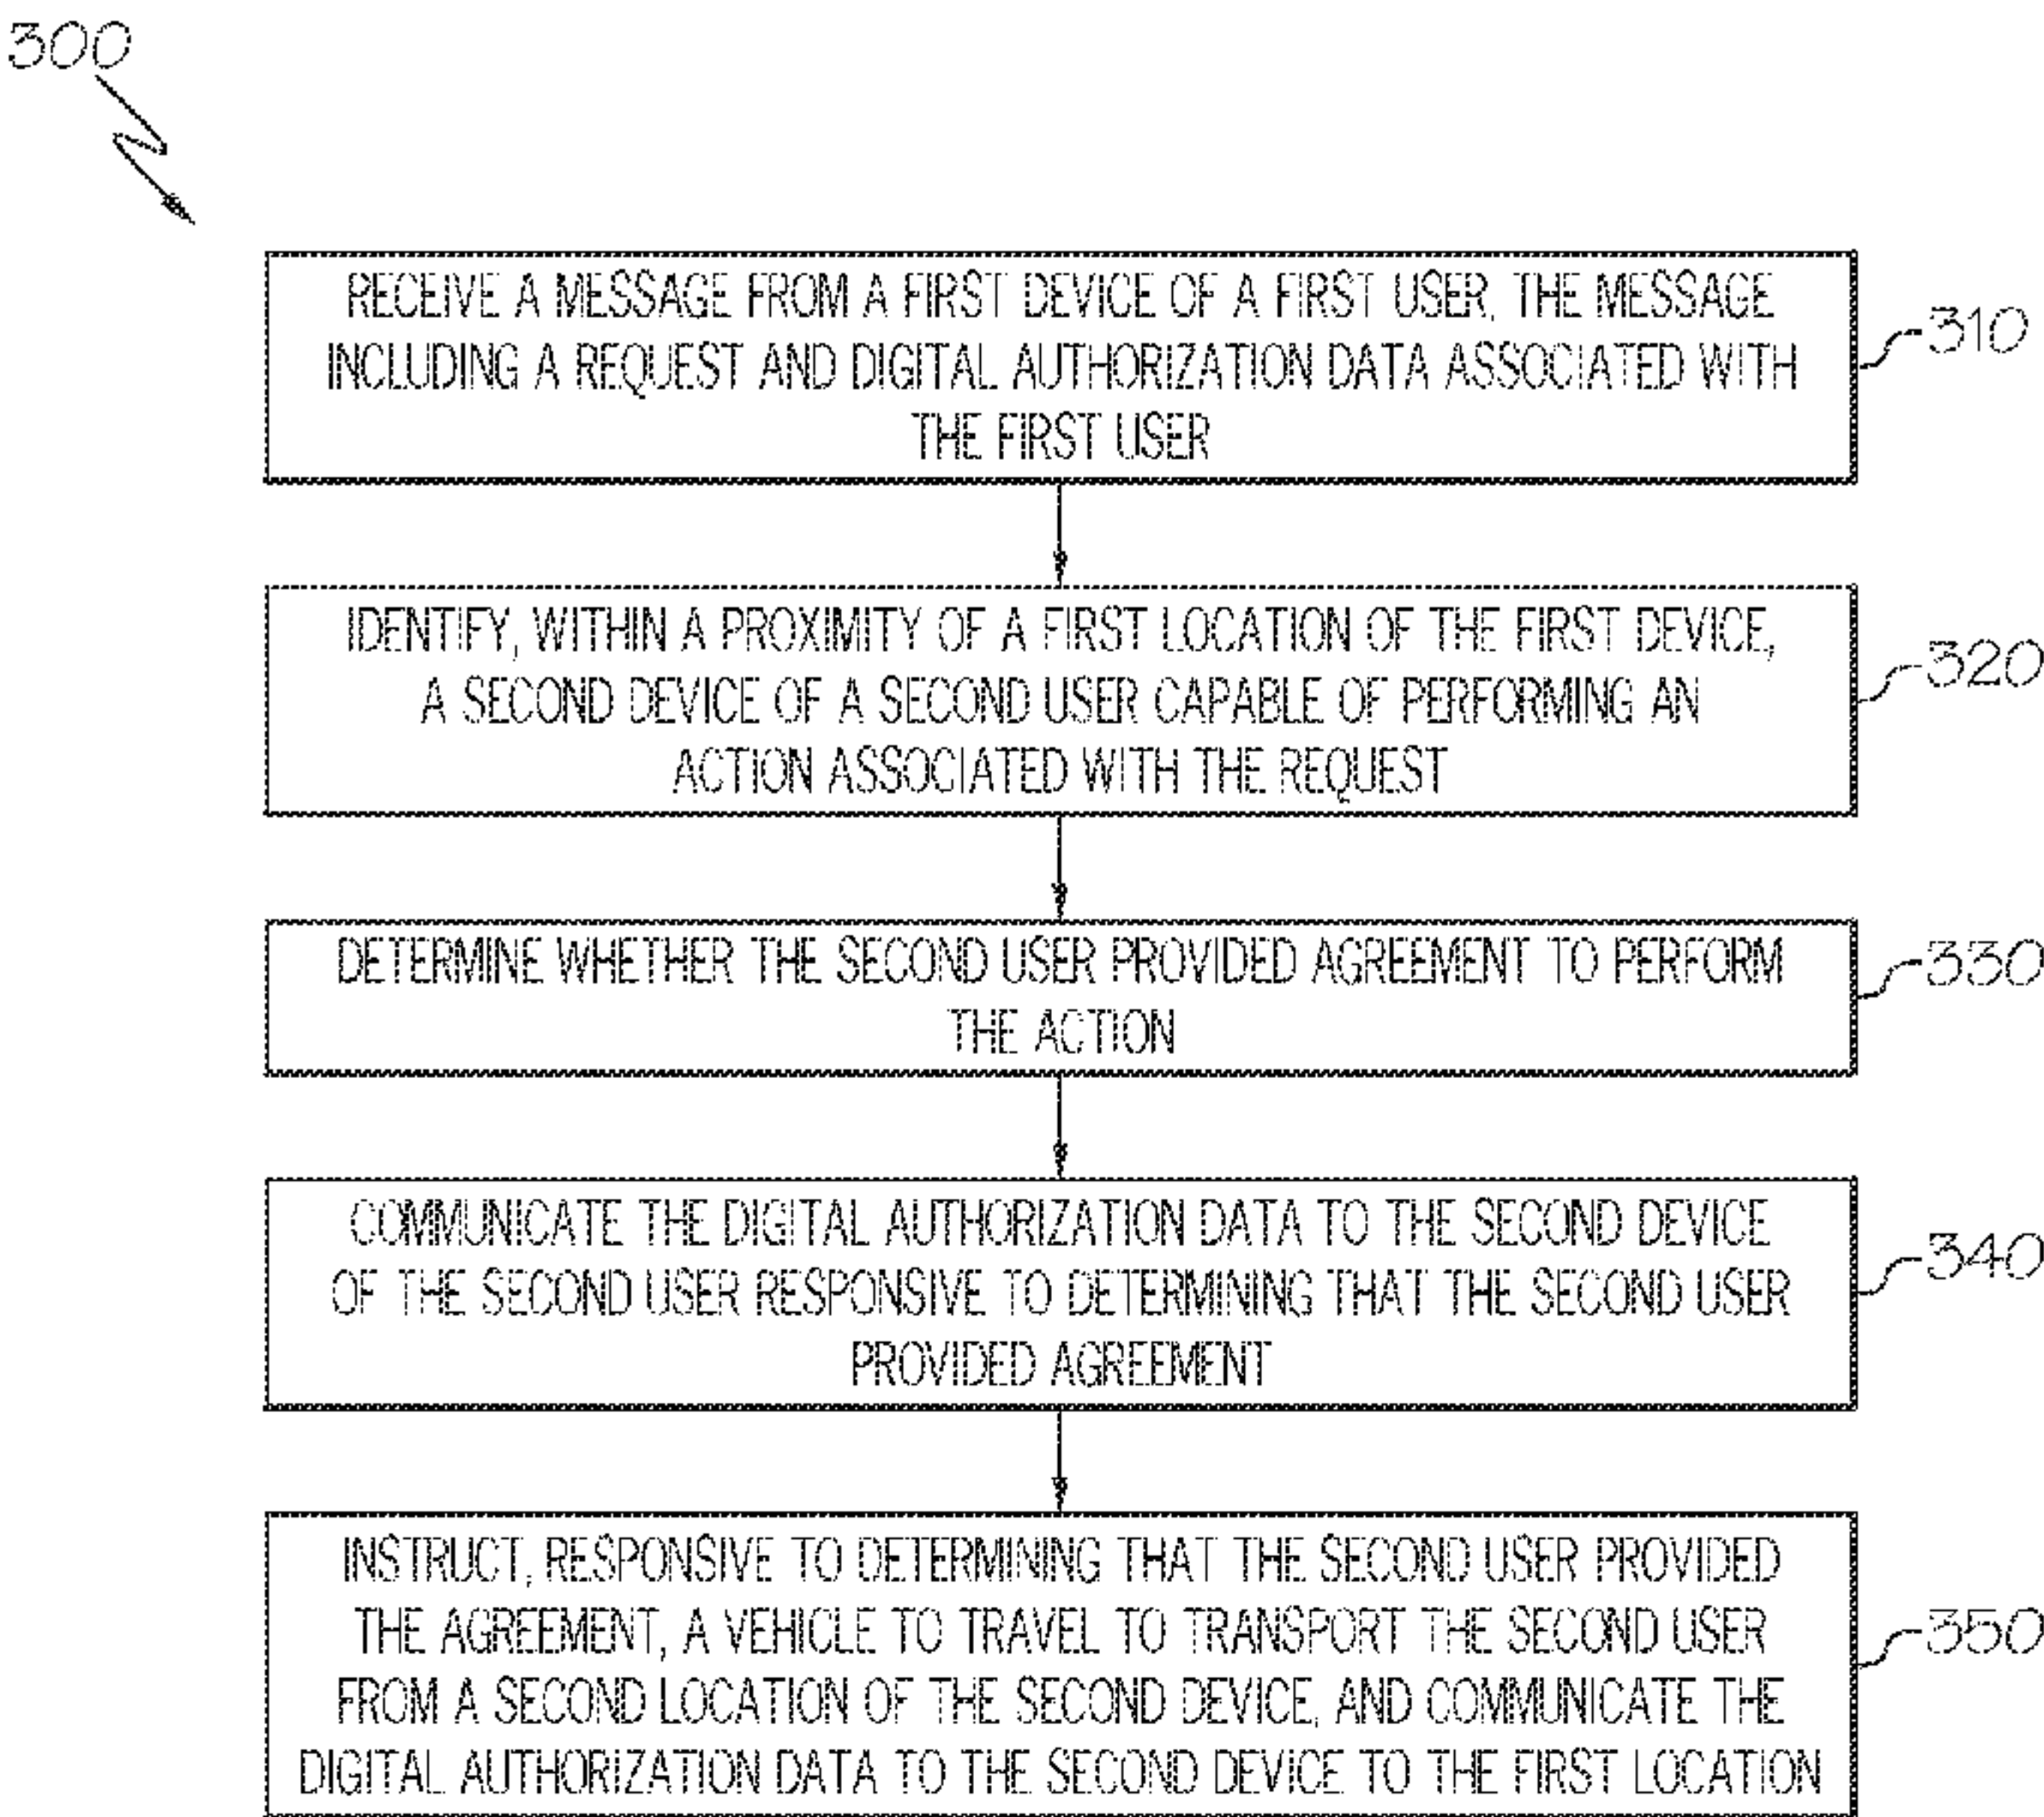 300
RECEIVE A MESSAGE FROM A FIRST DEVICE OF A FIRST USER, THE MESSAGE
INCLUDING A REQUEST AND DIGITAL AUTHORIZATION DATA ASSOCIATED WITH
THE FIRST USER
310
IDENTIFY, WITHIN A PROXIMITY OF A FIRST LOCATION OF THE FIRST DEVICE,
A SECOND DEVICE OF A SECOND USER CAPABLE OF PERFORMING AN
ACTION ASSOCIATED WITH THE REQUEST
320
DETERMINE WHETHER THE SECOND USER PROVIDED AGREEMENT TO PERFORM
THE ACTION
330
COMMUNICATE THE DIGITAL AUTHORIZATION DATA TO THE SECOND DEVICE
OF THE SECOND USER RESPONSIVE TO DETERMINING THAT THE SECOND USER
PROVIDED AGREEMENT
340
INSTRUCT, RESPONSIVE TO DETERMINING THAT THE SECOND USER PROVIDED
THE AGREEMENT, A VEHICLE TO TRAVEL TO TRANSPORT THE SECOND USER
FROM A SECOND LOCATION OF THE SECOND DEVICE, AND COMMUNICATE THE
DIGITAL AUTHORIZATION DATA TO THE SECOND DEVICE TO THE FIRST LOCATION
350